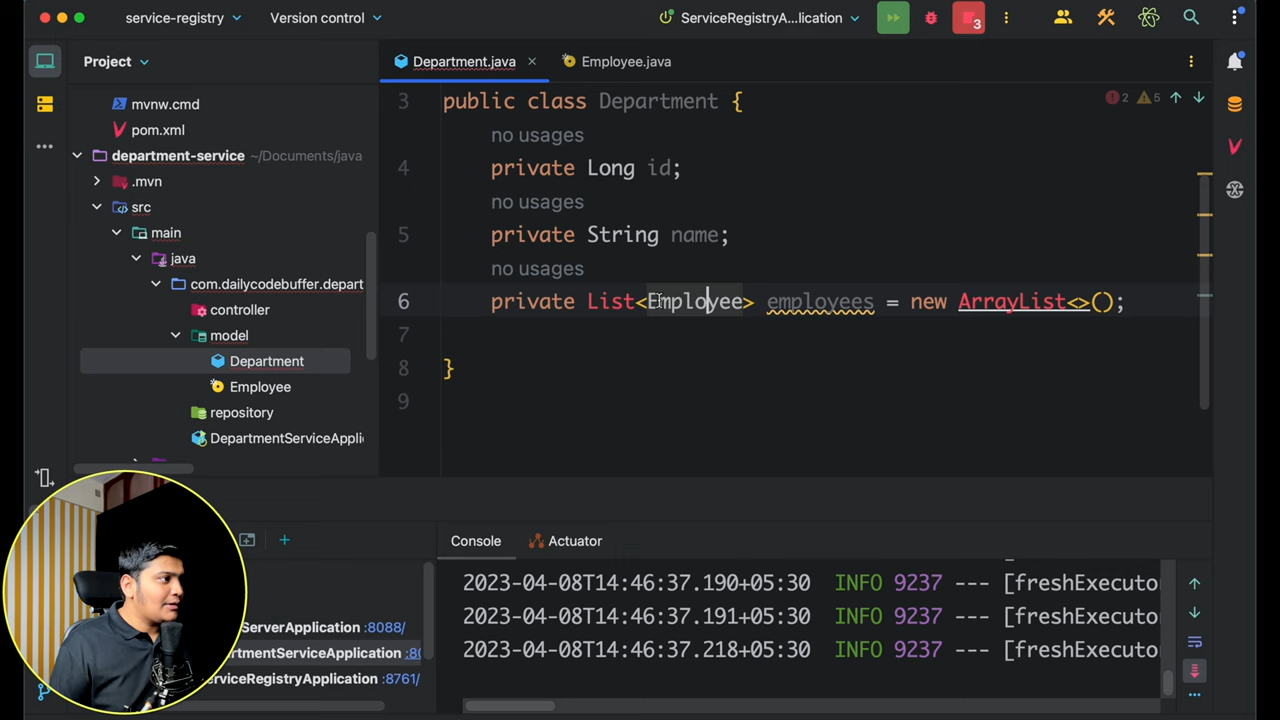 service-registry
Version control
ServiceRegistryA...lication
3
Project
Department.java
Employee.java
mvnw.cmd
pom.xml
department-service ~/Documents/java
.mvn
src
main
java
com.dailycodebuffer.depart
controller
model
Department
Employee
repository
DepartmentServiceAppli
2 5
3 public class Department {
no usages
4 private Long id;
no usages
5 private String name;
no usages
6 private List<Employee> employees = new ArrayList<>();
7
8 }
9
Console
Actuator
ServerApplication :8088/
artmentServiceApplication :80
erviceRegistryApplication :8761/
2023-04-08T14:46:37.190+05:30 INFO 9237 --- [freshExecuto
2023-04-08T14:46:37.191+05:30 INFO 9237 --- [freshExecuto
2023-04-08T14:46:37.218+05:30 INFO 9237 --- [freshExecuto